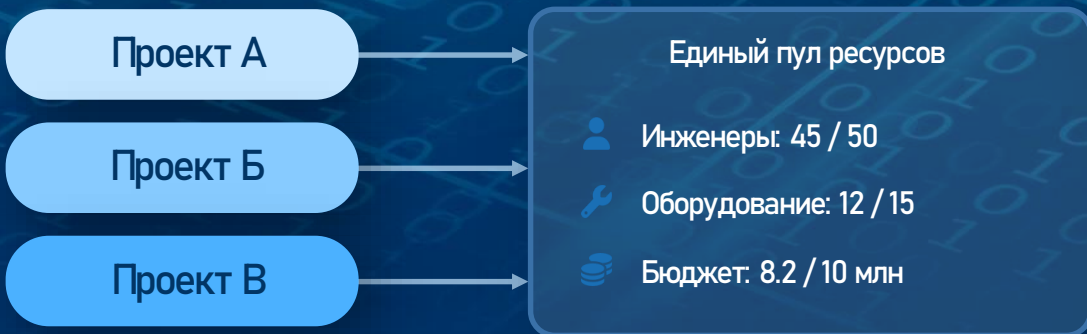 Проект А
Проект Б
Проект В
Единый пул ресурсов
Инженеры: 45 / 50
Оборудование: 12 / 15
Бюджет: 8.2 / 10 млн